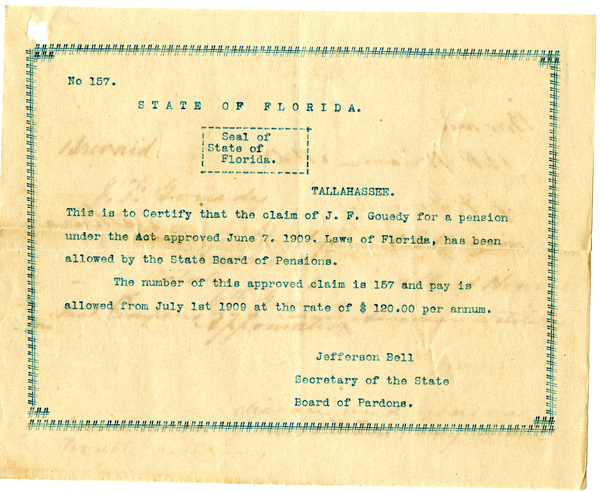 No 157.
STATE OF FLORIDA.
Seal of
State of
Florida.
TALLAHASSEE.
This is to Certify that the claim of J. F. Gouedy for a pension
under the Act approved June 7. 1909. Laws of Florida, has been
allowed by the State Board of Pensions.
The number of this approved claim is 157 and pay is
allowed from July 1st 1909 at the rate of $ 120.00 per annum.
Jefferson Bell
Secretary of the State
Board of Pardons.
Brevard